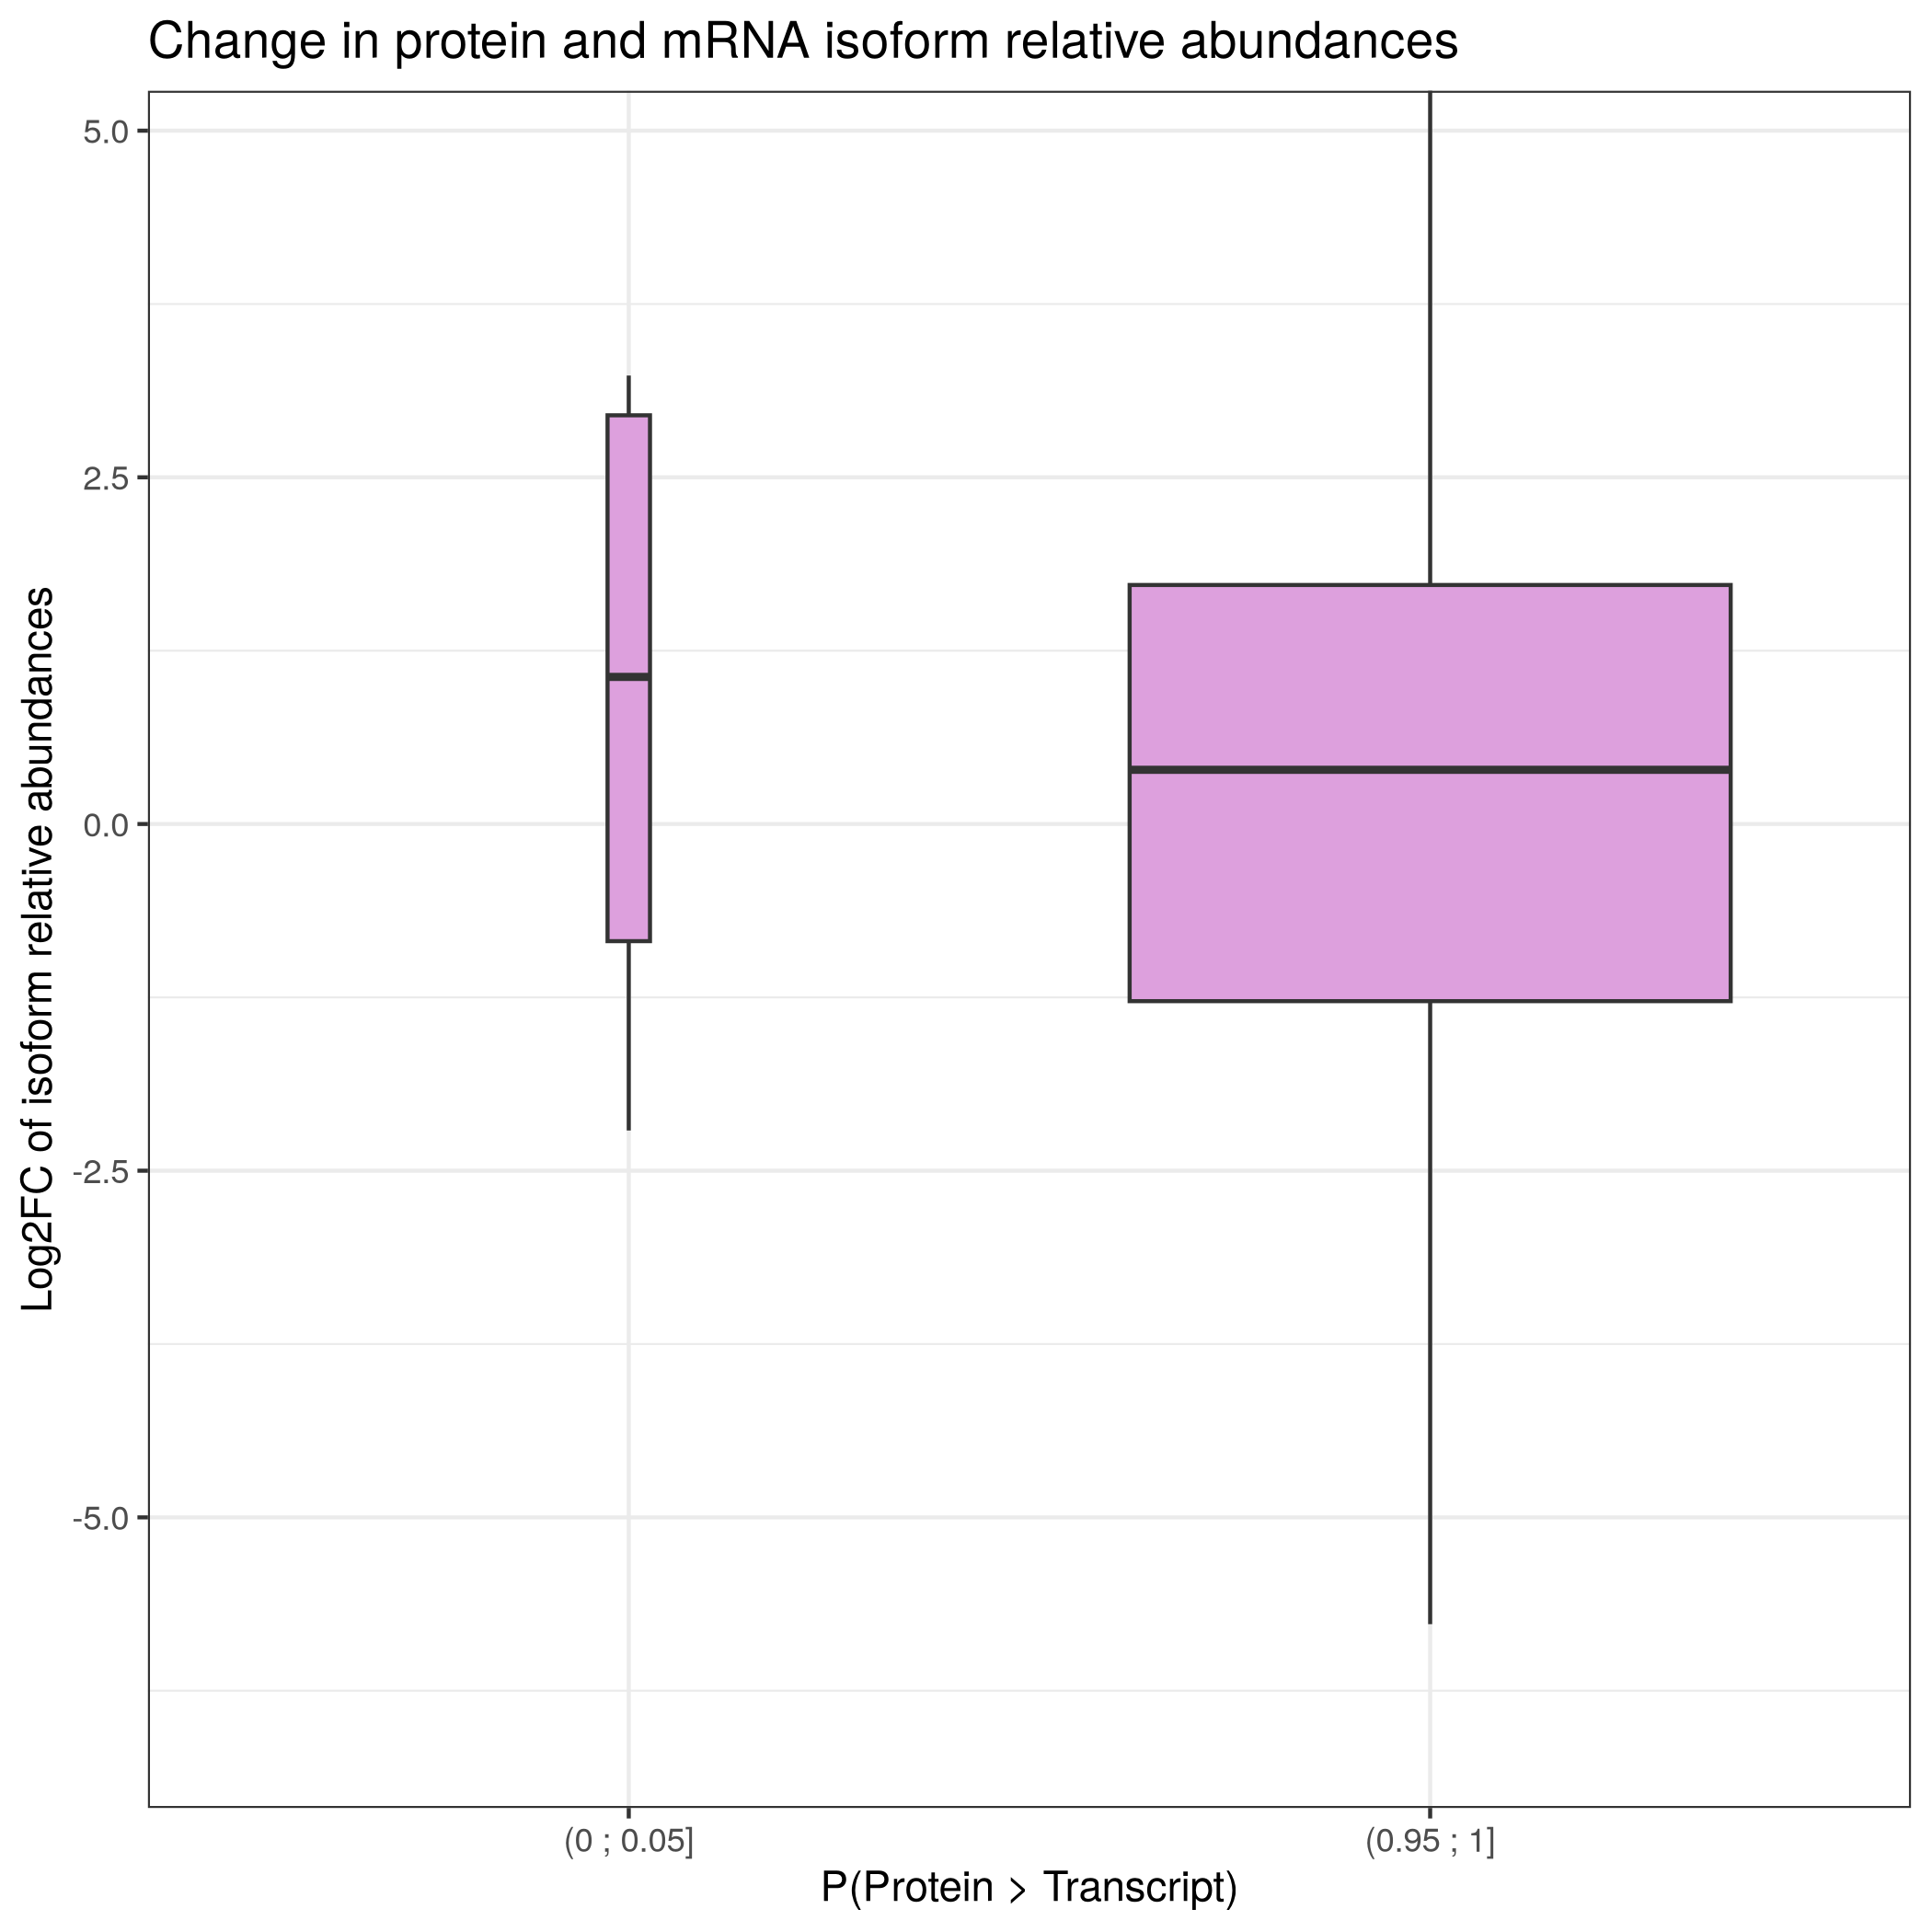 Change in protein and mRNA isoform relative abundances
Log2FC of isoform relative abundances
5.0
2.5
0.0
-2.5
-5.0
(0 ; 0.05]
(0.95 ; 1]
P(Protein > Transcript)